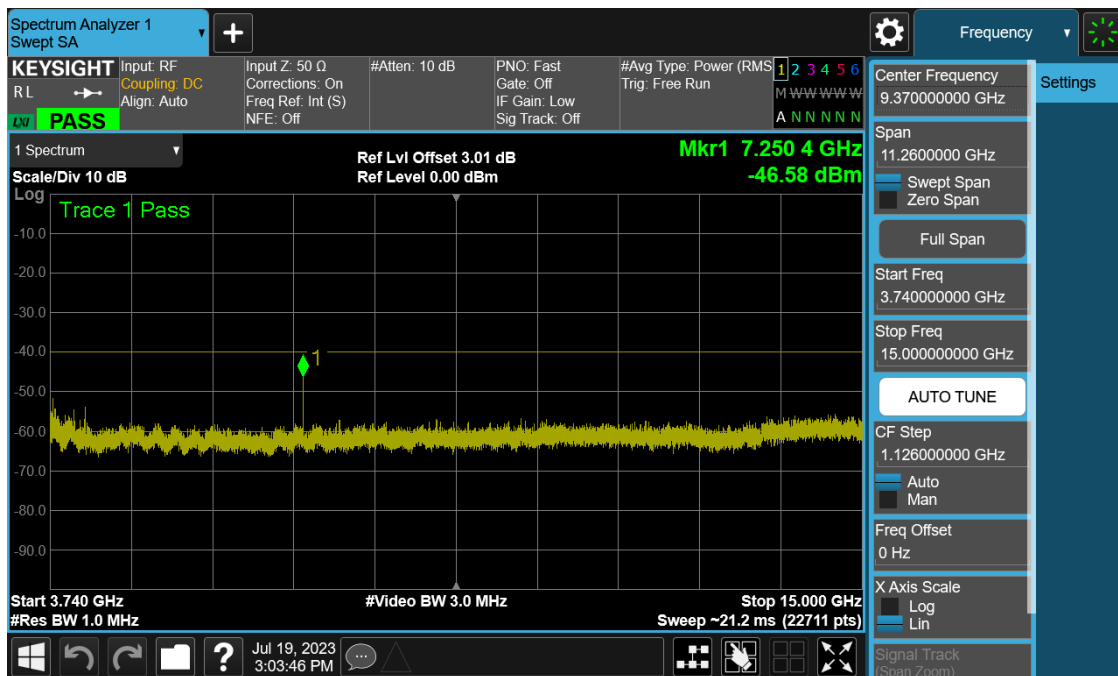 Spectrum Analyzer 1
Swept SA
Frequency
KEYSIGHT
R L
LXI PASS
Input: RF
Coupling: DC
Align: Auto
Input Z: 50 Ω
Corrections: On
Freq Ref: Int (S)
NFE: Off
#Atten: 10 dB
PNO: Fast
Gate: Off
IF Gain: Low
Sig Track: Off
#Avg Type: Power (RMS
Trig: Free Run
1 2 3 4 5 6
M W W W W W
A N N N N N
1 Spectrum
Scale/Div 10 dB
Ref Lvl Offset 3.01 dB
Ref Level 0.00 dBm
Mkr1 7.250 4 GHz
-46.58 dBm
Log
Trace 1 Pass
-10.0
-20.0
-30.0
-40.0
1
-50.0
-60.0
-70.0
-80.0
-90.0
Start 3.740 GHz
#Res BW 1.0 MHz
#Video BW 3.0 MHz
Stop 15.000 GHz
Sweep ~21.2 ms (22711 pts)
Center Frequency
9.370000000 GHz
Span
11.2600000 GHz
Swept Span
Zero Span
Full Span
Start Freq
3.740000000 GHz
Stop Freq
15.000000000 GHz
AUTO TUNE
CF Step
1.126000000 GHz
Auto
Man
Freq Offset
0 Hz
X Axis Scale
Log
Lin
Signal Track
(Span Zoom)
Settings
?
Jul 19, 2023
3:03:46 PM